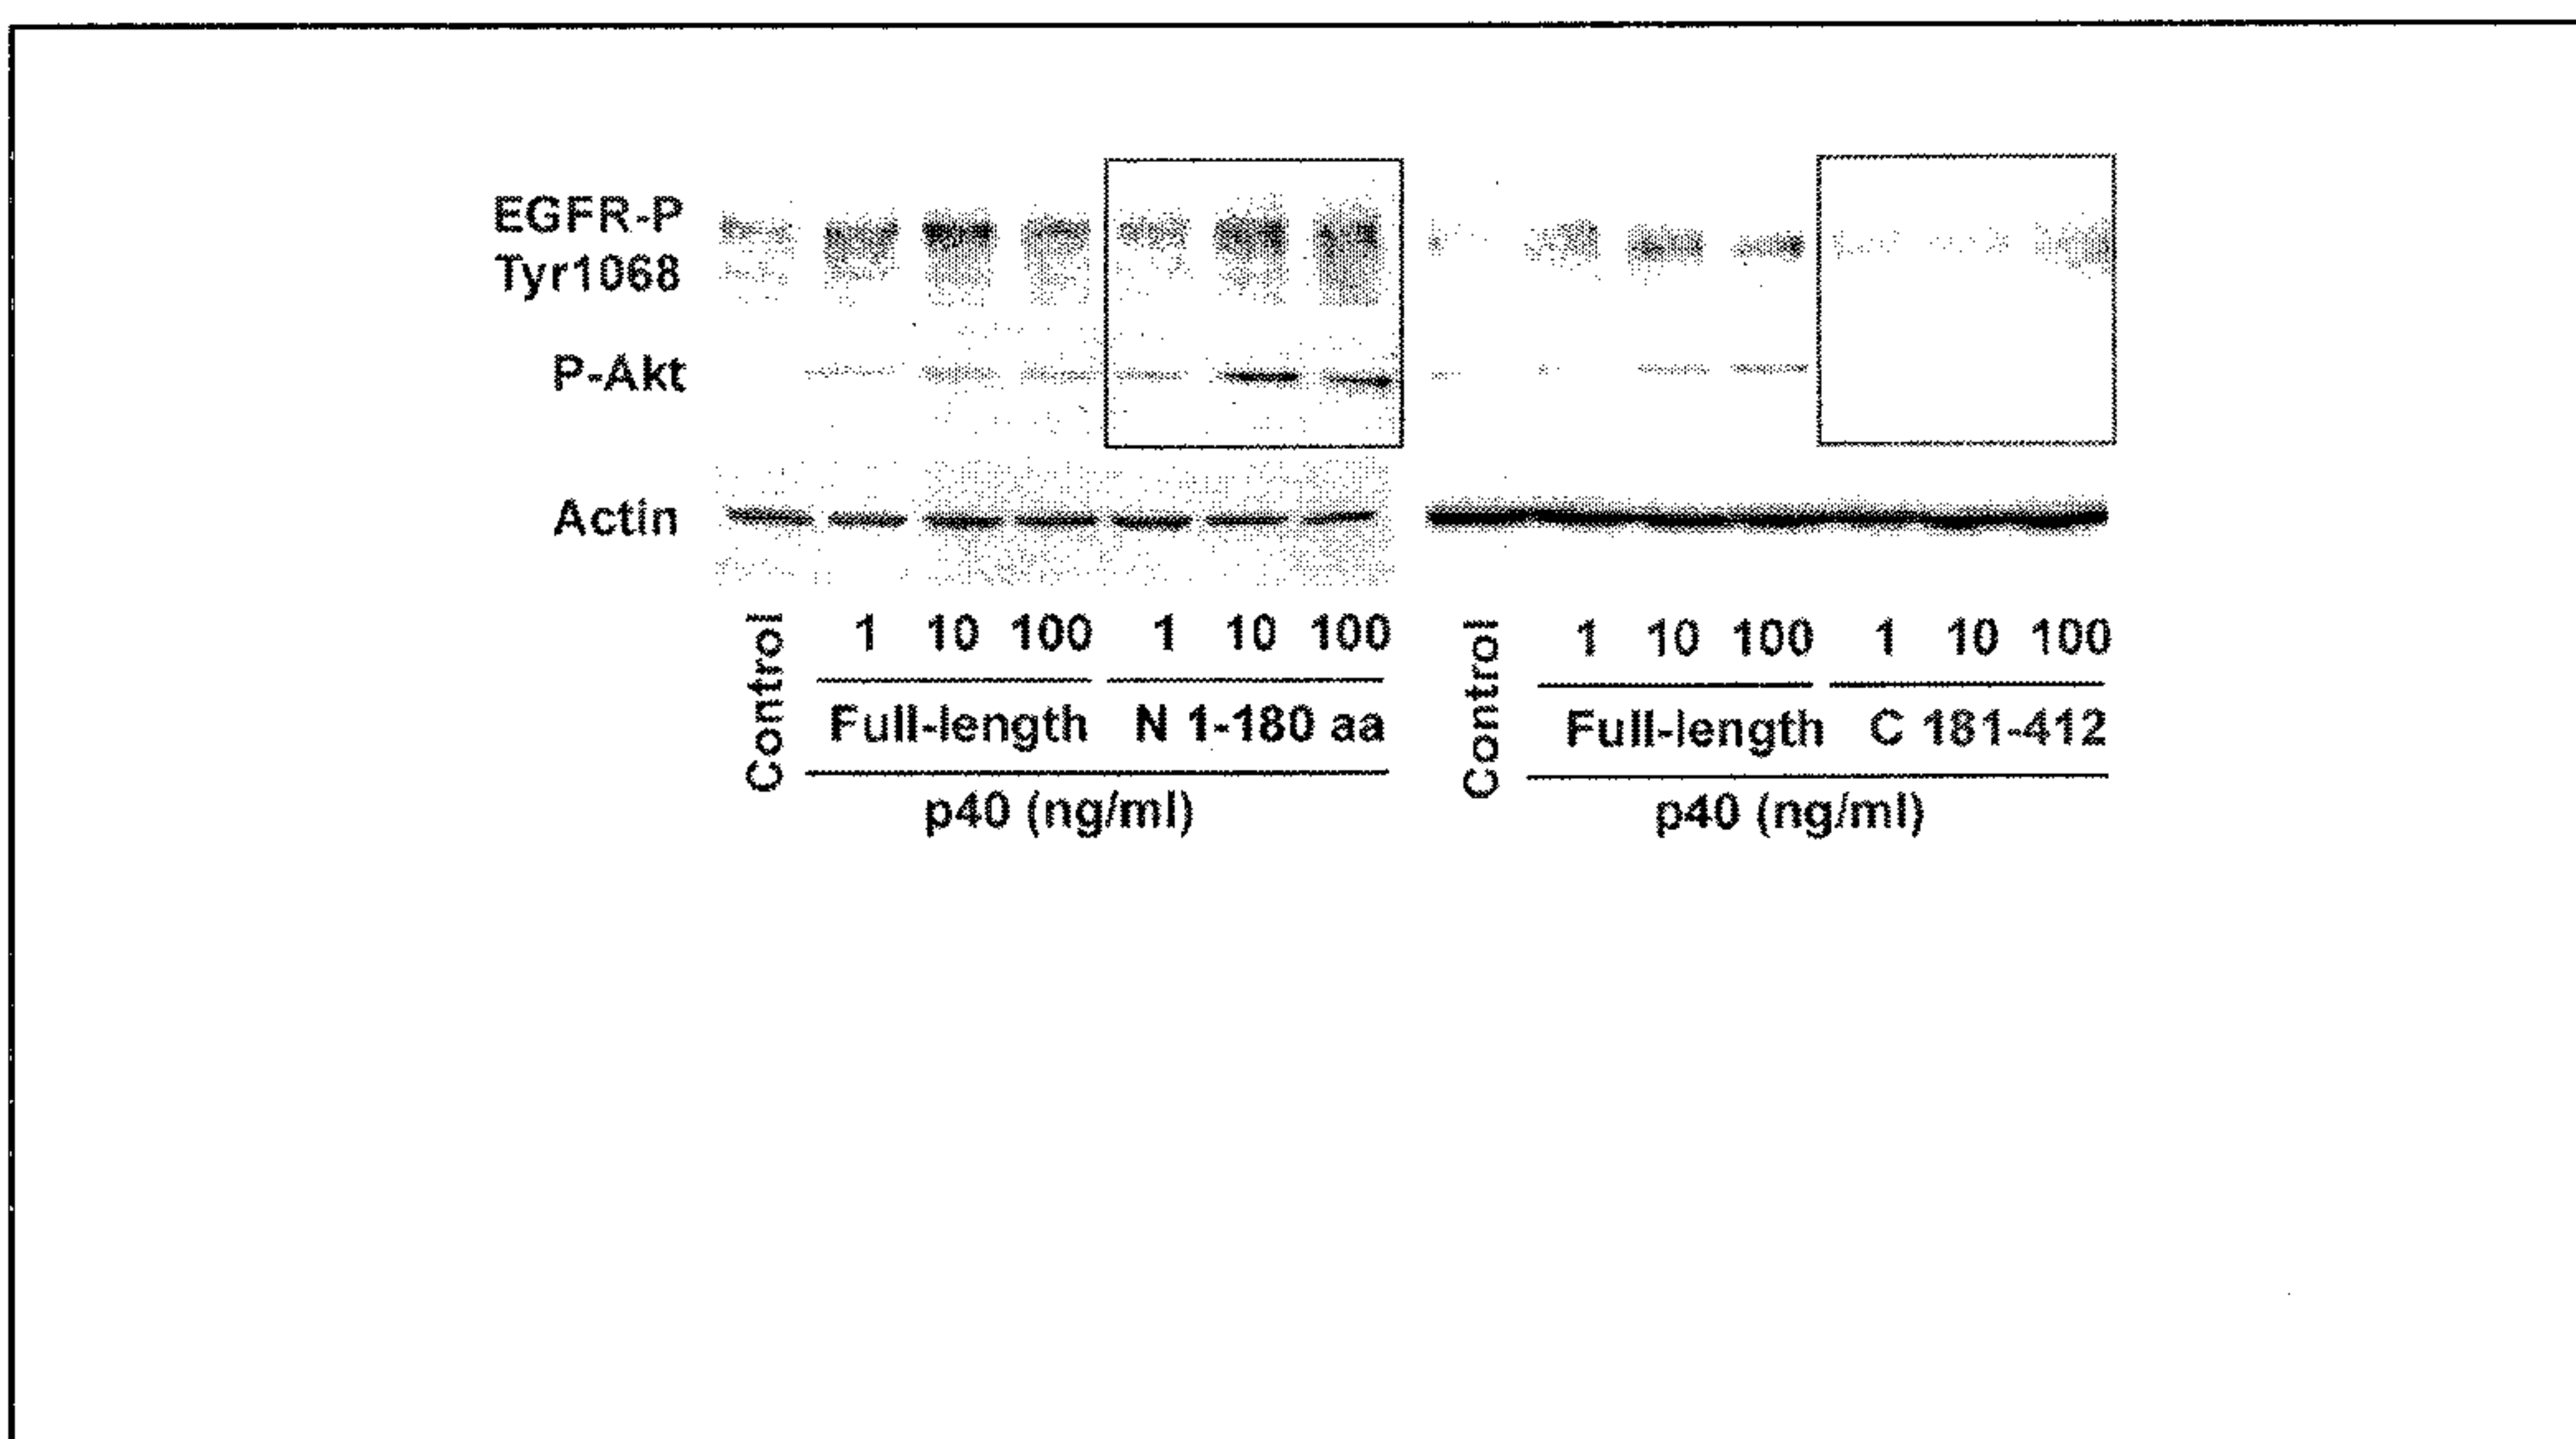 EGFR-P
Tyr1068
P-Akt
Actin
Control 1 10 100 1 10 100 Control 1 10 100 1 10 100
Full-length N 1-180 aa Full-length C 181-412
p40 (ng/ml) p40 (ng/ml)